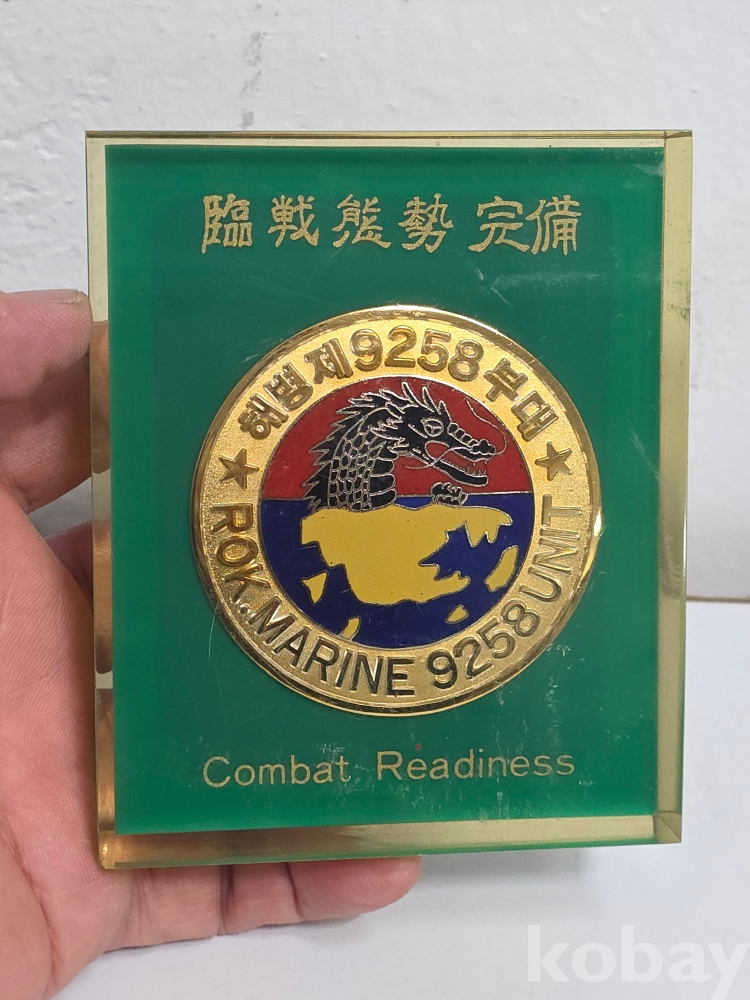 臨戦態勢 完備
해병제9258부대
★ ★
ROK. MARINE 9258 UNIT
Combat Readiness
kobay